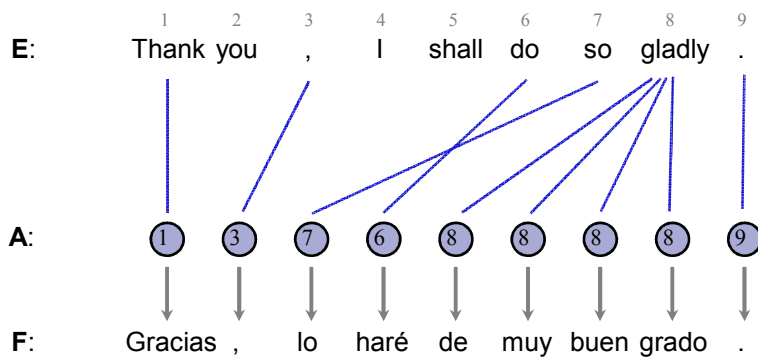 1 2 3 4 5 6 7 8 9
E: Thank you , I shall do so gladly .
A: 1 3 7 6 8 8 8 8 9
F: Gracias , lo haré de muy buen grado .